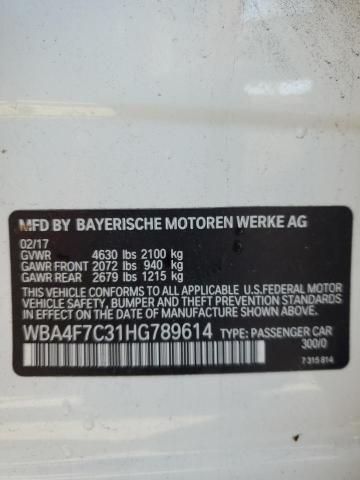 MFD BY BAYERISCHE MOTOREN WERKE AG
02/17
GVWR 4630 lbs 2100 kg
GAWR FRONT 2072 lbs 940 kg
GAWR REAR 2679 lbs 1215 kg
THIS VEHICLE CONFORMS TO ALL APPLICABLE U.S.FEDERAL MOTOR
VEHICLE SAFETY, BUMPER AND THEFT PREVENTION STANDARDS
IN EFFECT ON THE DATE OF MANUFACTURE SHOWN ABOVE.
WBA4F7C31HG789614 TYPE: PASSENGER CAR
300/0
7 315 814